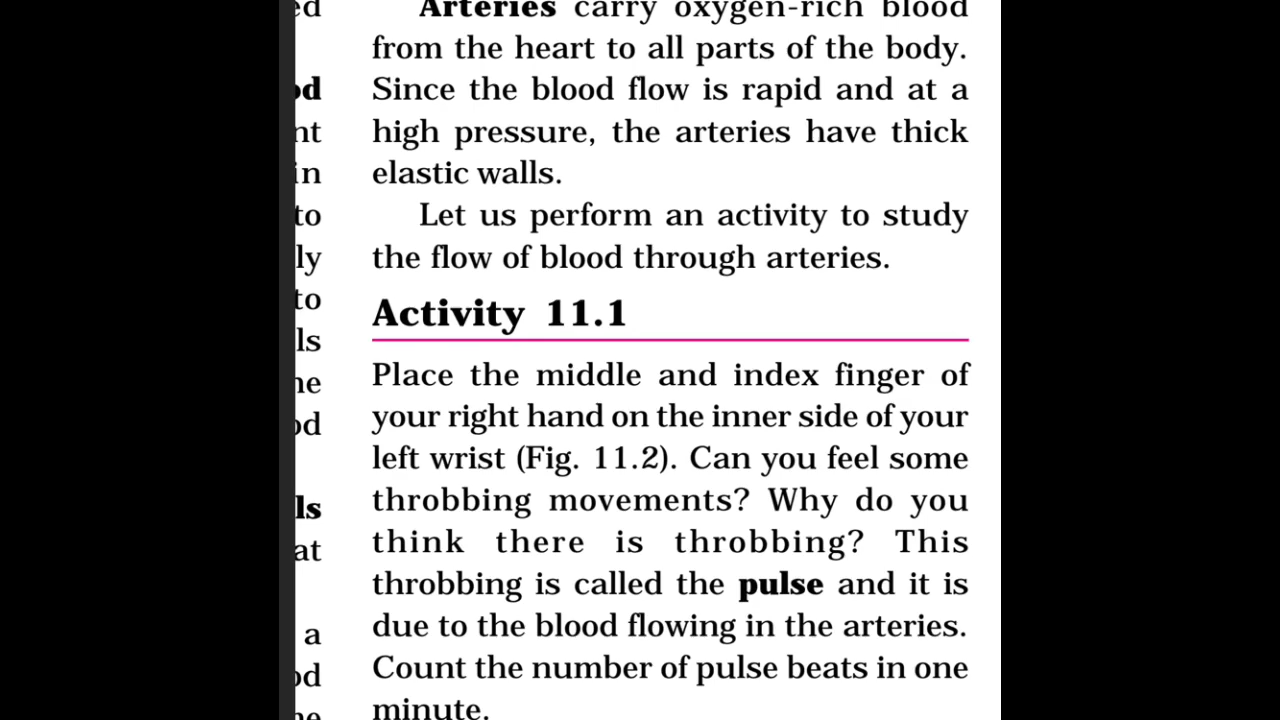 Arteries carry oxygen-rich blood
from the heart to all parts of the body.
Since the blood flow is rapid and at a
high pressure, the arteries have thick
elastic walls.
Let us perform an activity to study
the flow of blood through arteries.
Activity 11.1
Place the middle and index finger of
your right hand on the inner side of your
left wrist (Fig. 11.2). Can you feel some
throbbing movements? Why do you
think there is throbbing? This
throbbing is called the pulse and it is
due to the blood flowing in the arteries.
Count the number of pulse beats in one
minute.